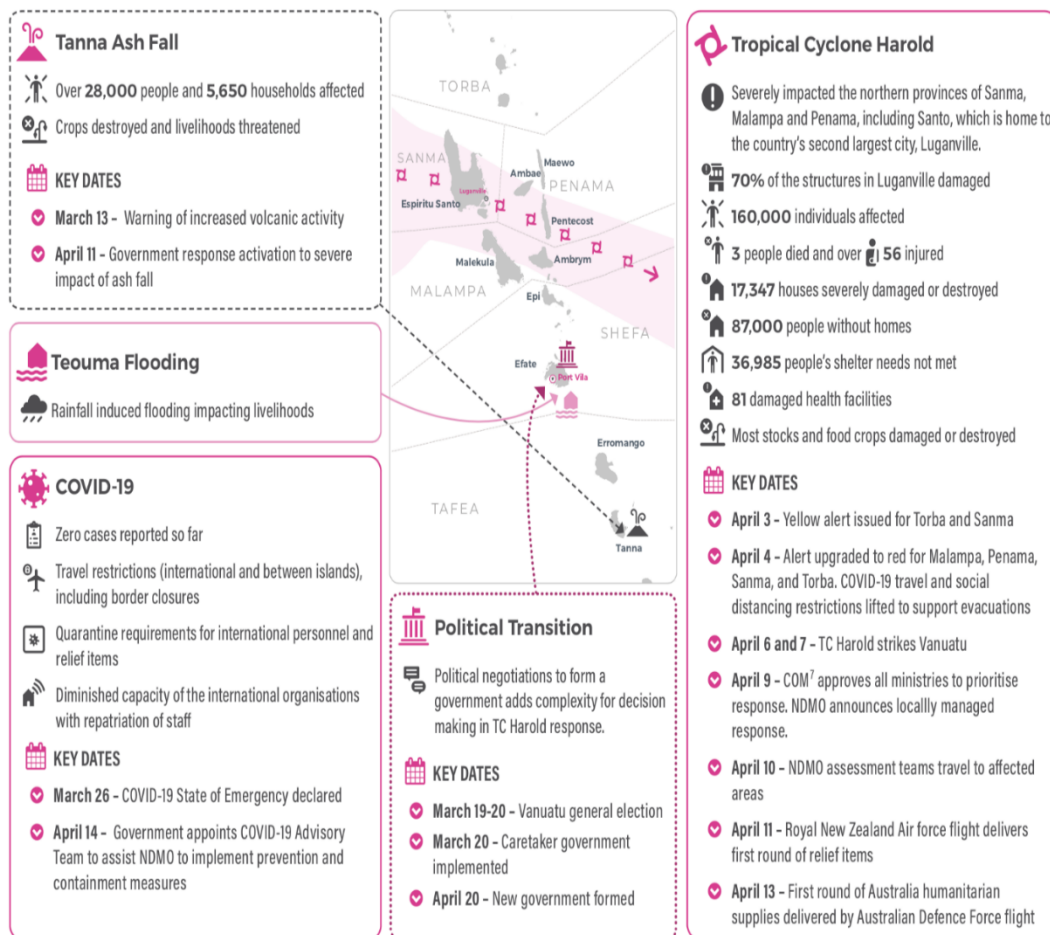 Tanna Ash Fall
Over 28,000 people and 5,650 households affected
Crops destroyed and livelihoods threatened
KEY DATES
March 13 – Warning of increased volcanic activity
April 11 – Government response activation to severe
impact of ash fall
Teouma Flooding
Rainfall induced flooding impacting livelihoods
COVID-19
Zero cases reported so far
Travel restrictions (international and between islands),
including border closures
Quarantine requirements for international personnel and
relief items
Diminished capacity of the international organisations
with repatriation of staff
KEY DATES
March 26 – COVID-19 State of Emergency declared
April 14 – Government appoints COVID-19 Advisory
Team to assist NDMO to implement prevention and
containment measures
TORBA
SANMA
Maewo
Ambae
PENAMA
Luganville
Espiritu Santo
Pentecost
Malekula
Ambrym
MALAMPA
Epi
SHEFA
Efate
Port Vila
Erromango
TAFEA
Tanna
Political Transition
Political negotiations to form a
government adds complexity for decision
making in TC Harold response.
KEY DATES
March 19-20 – Vanuatu general election
March 20 – Caretaker government
implemented
April 20 – New government formed
Tropical Cyclone Harold
Severely impacted the northern provinces of Sanma,
Malampa and Penama, including Santo, which is home to
the country's second largest city, Luganville.
70% of the structures in Luganville damaged
160,000 individuals affected
3 people died and over 56 injured
17,347 houses severely damaged or destroyed
87,000 people without homes
36,985 people's shelter needs not met
81 damaged health facilities
Most stocks and food crops damaged or destroyed
KEY DATES
April 3 – Yellow alert issued for Torba and Sanma
April 4 – Alert upgraded to red for Malampa, Penama,
Sanma, and Torba. COVID-19 travel and social
distancing restrictions lifted to support evacuations
April 6 and 7 – TC Harold strikes Vanuatu
April 9 – COM⁷ approves all ministries to prioritise
response. NDMO announces locallly managed
response.
April 10 – NDMO assessment teams travel to affected
areas
April 11 – Royal New Zealand Air force flight delivers
first round of relief items
April 13 – First round of Australia humanitarian
supplies delivered by Australian Defence Force flight